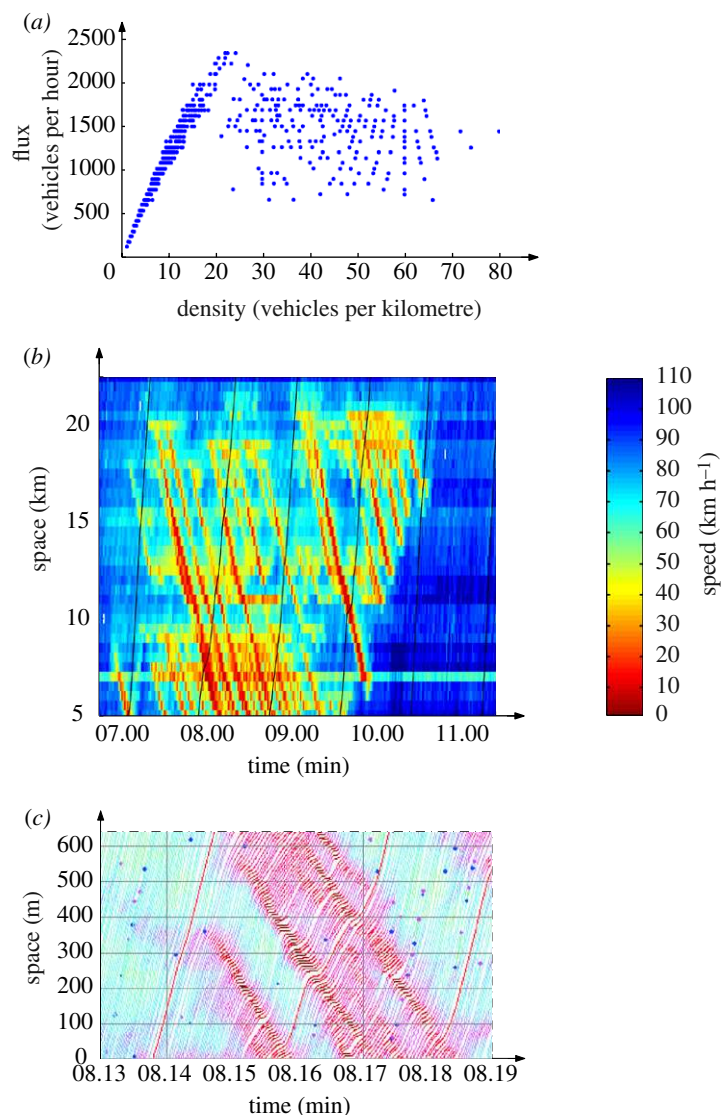 (a)
2500
2000
1500
1000
500
flux
(vehicles per hour)
0 10 20 30 40 50 60 70 80
density (vehicles per kilometre)
(b)
20
15
10
5
space (km)
07.00 08.00 09.00 10.00 11.00
time (min)
110
100
90
80
70
60
50
40
30
20
10
0
speed (km h⁻¹)
(c)
600
500
400
300
200
100
0
space (m)
08.13 08.14 08.15 08.16 08.17 08.18 08.19
time (min)